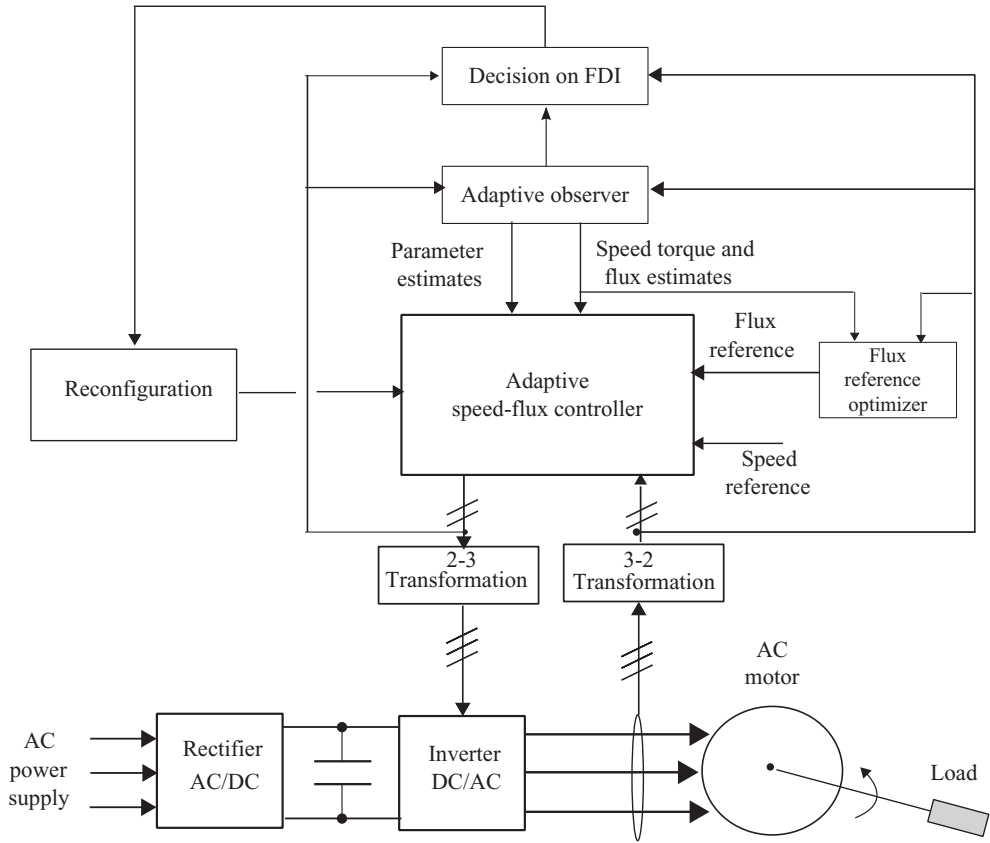 Decision on FDI
Adaptive observer
Parameter
estimates
Speed torque and
flux estimates
Flux
reference
Flux
reference
optimizer
Reconfiguration
Adaptive
speed-flux controller
Speed
reference
2-3
Transformation
3-2
Transformation
AC
motor
AC
power
supply
Rectifier
AC/DC
Inverter
DC/AC
Load